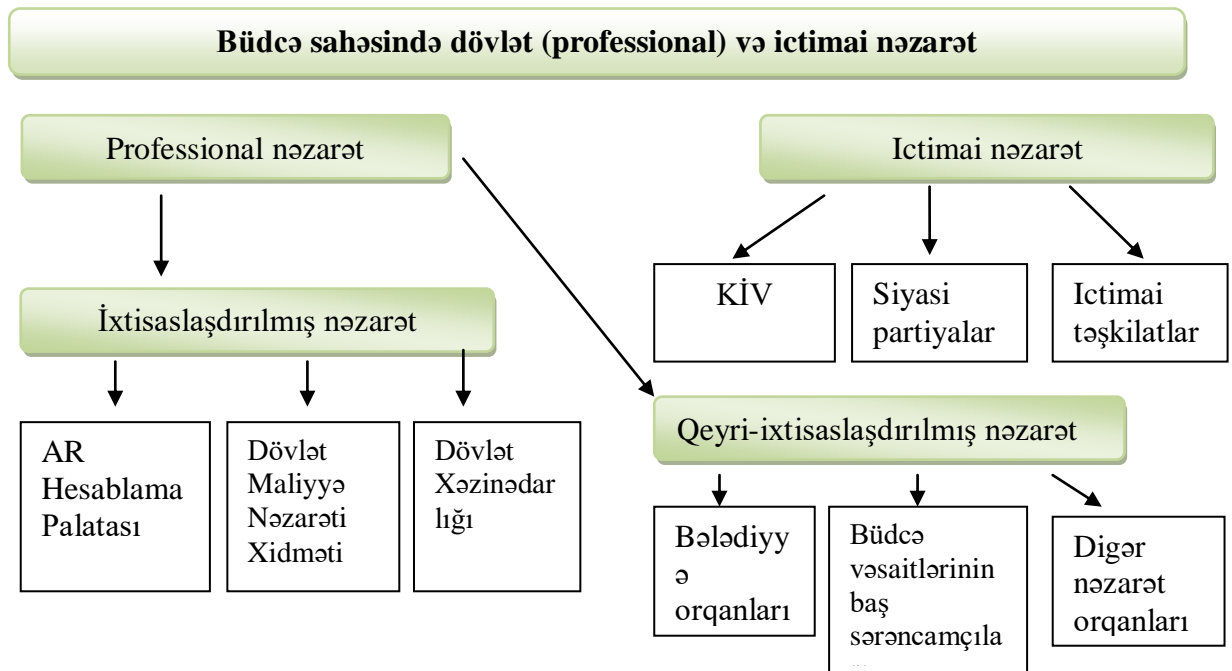 Büdcə sahəsində dövlət (professional) və ictimai nəzarət
Professional nəzarət
Ictimai nəzarət
KİV
Siyasi
partiyalar
Ictimai
təşkilatlar
İxtisaslaşdırılmış nəzarət
AR
Hesablama
Palatası
Dövlət
Maliyyə
Nəzarəti
Xidməti
Dövlət
Xəzinədar
lığı
Qeyri-ixtisaslaşdırılmış nəzarət
Bələdiyy
ə
orqanları
Büdcə
vəsaitlərinin
baş
sərəncamçıla
Digər
nəzarət
orqanları